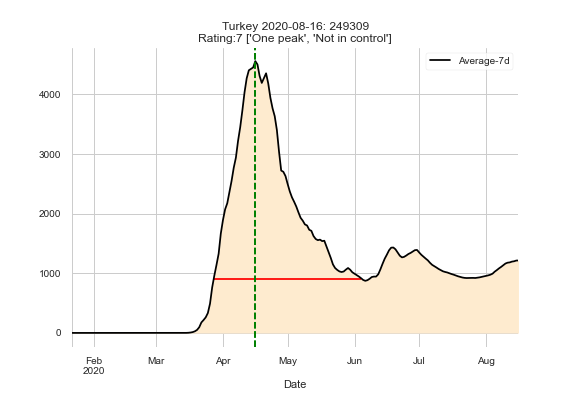 Turkey 2020-08-16: 249309
Rating:7 ['One peak', 'Not in control']
Average-7d
4000
3000
2000
1000
0
Feb Mar Apr May Jun Jul Aug
2020
Date